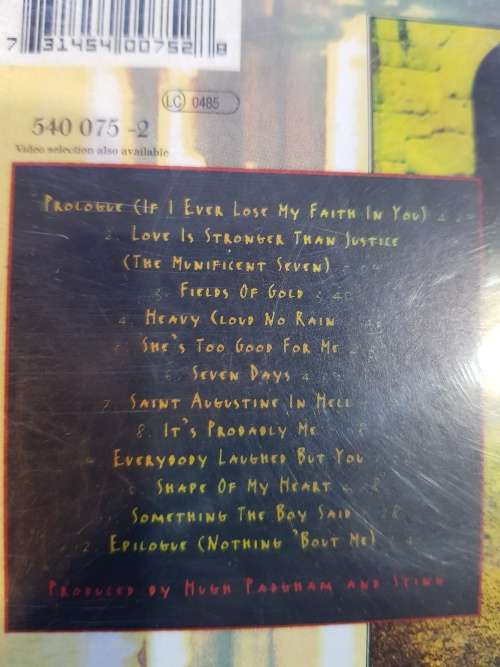 7 31454 00752 8
LC 0485
540 075 -2
Video selection also available
PROLOGUE (IF I EVER LOSE MY FAITH IN YOU)
2. LOVE IS STRONGER THAN JUSTICE
(THE MUNIFICENT SEVEN)
3. FIELDS OF GOLD
4. HEAVY CLOUD NO RAIN
SHE'S TOO GOOD FOR ME
SEVEN DAYS
7. SAINT AUGUSTINE IN HELL
8. IT'S PROBABLY ME
EVERYBODY LAUGHED BUT YOU
SHAPE OF MY HEART
SOMETHING THE BOY SAID
EPILOGUE (NOTHING 'BOUT ME)
PRODUCED BY HUGH PADGHAM AND STING